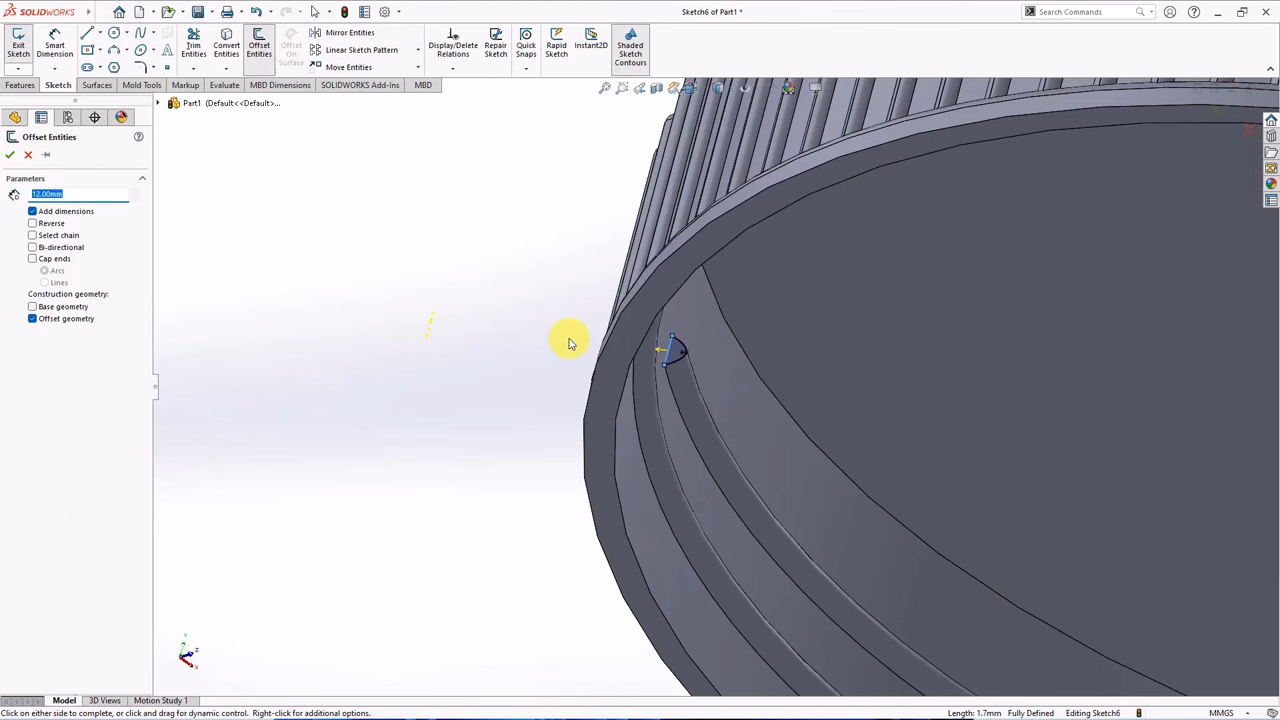 SOLIDWORKS
Sketch6 of Part1 *
Search Commands
Exit Sketch
Smart Dimension
Trim Entities
Convert Entities
Offset Entities
Offset On Surface
Mirror Entities
Linear Sketch Pattern
Move Entities
Display/Delete Relations
Repair Sketch
Quick Snaps
Rapid Sketch
Instant2D
Shaded Sketch Contours
Features
Sketch
Surfaces
Mold Tools
Markup
Evaluate
MBD Dimensions
SOLIDWORKS Add-Ins
MBD
Part1 (Default<<Default>...
Offset Entities
Parameters
12.00mm
Add dimensions
Reverse
Select chain
Bi-directional
Cap ends
Arcs
Lines
Construction geometry:
Base geometry
Offset geometry
Y
Z
X
Model
3D Views
Motion Study 1
Click on either side to complete, or click and drag for dynamic control. Right-click for additional options.
Length: 1.7mm
Fully Defined
Editing Sketch6
MMGS